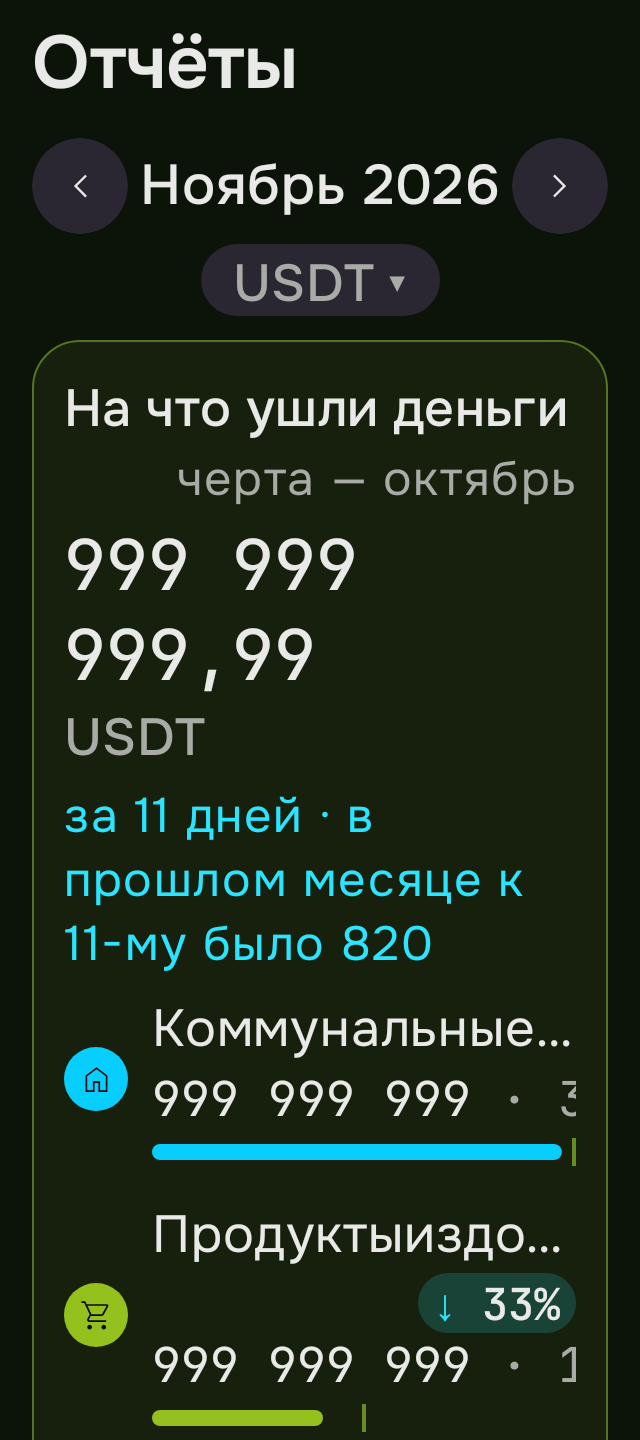 Отчёты
Ноябрь 2026
USDT ▾
На что ушли деньги
черта — октябрь
999 999
999,99
USDT
за 11 дней · в
прошлом месяце к
11-му было 820
Коммунальные...
999 999 999 ·
Продуктыиздо...
↓ 33%
999 999 999 · 1